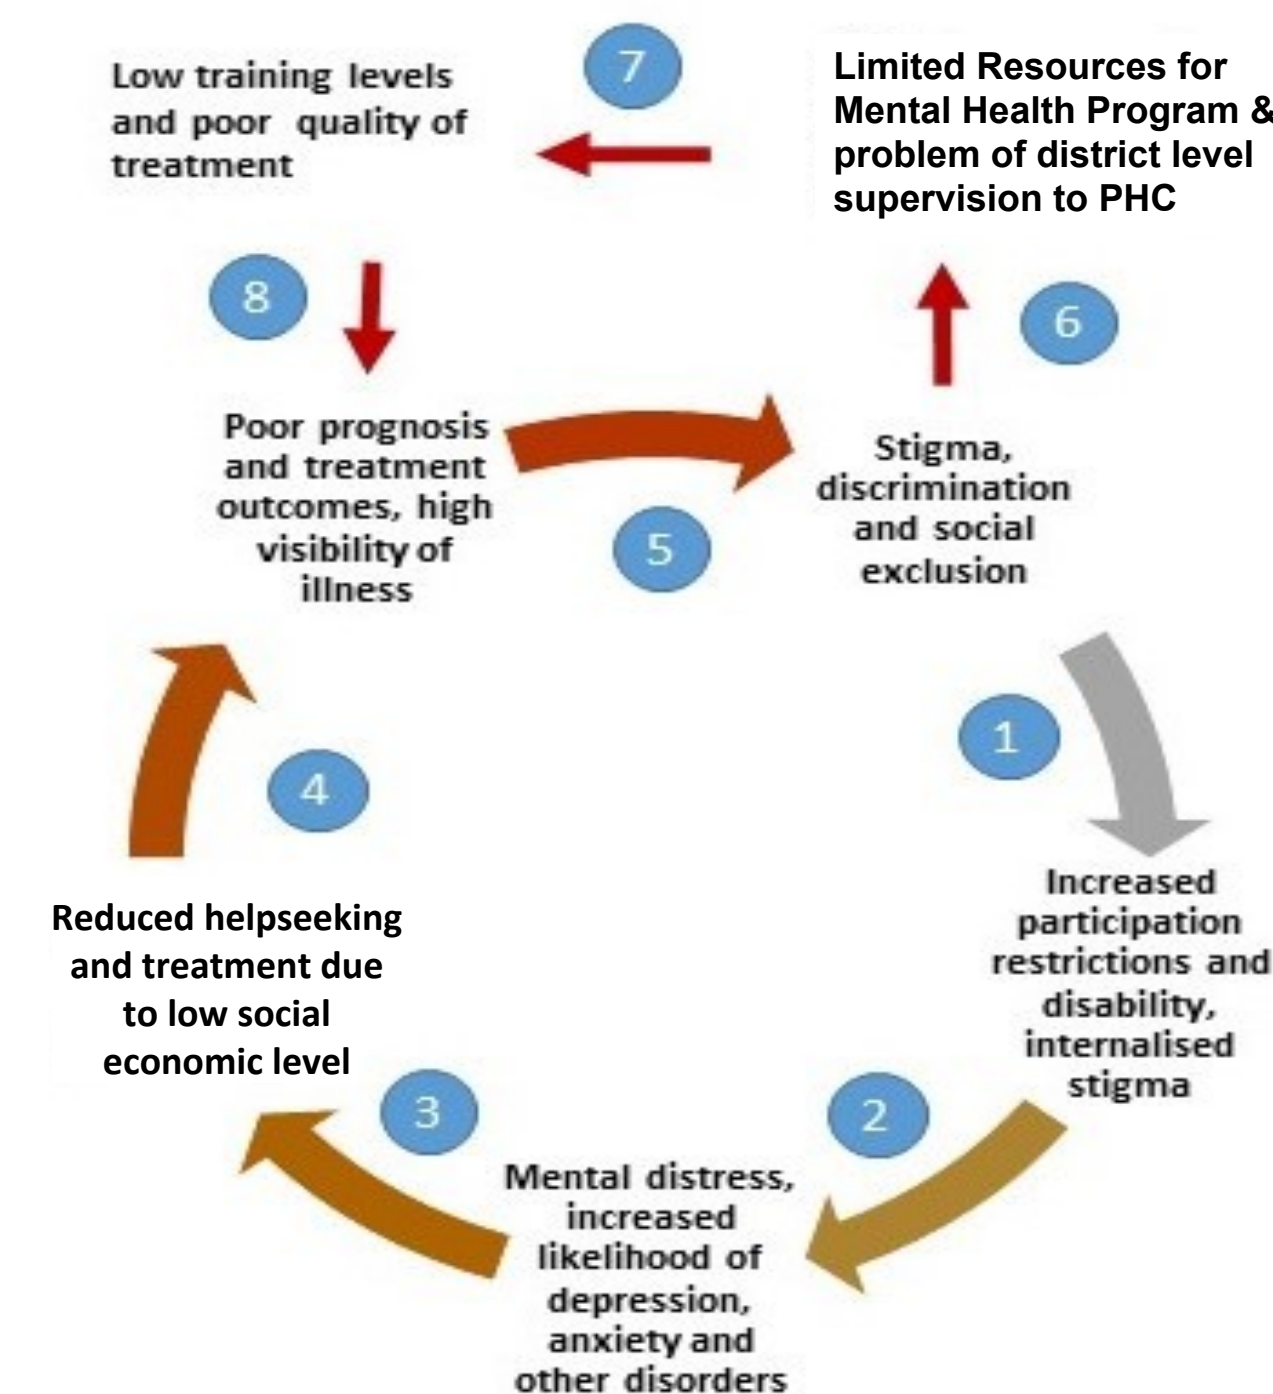 Low training levels
and poor quality of
treatment
7
Limited Resources for
Mental Health Program &
problem of district level
supervision to PHC
8
6
Poor prognosis
and treatment
outcomes, high
visibility of
illness
5
Stigma,
discrimination
and social
exclusion
1
4
Increased
participation
restrictions and
disability,
internalised
stigma
Reduced helpseeking
and treatment due
to low social
economic level
3
2
Mental distress,
increased
likelihood of
depression,
anxiety and
other disorders